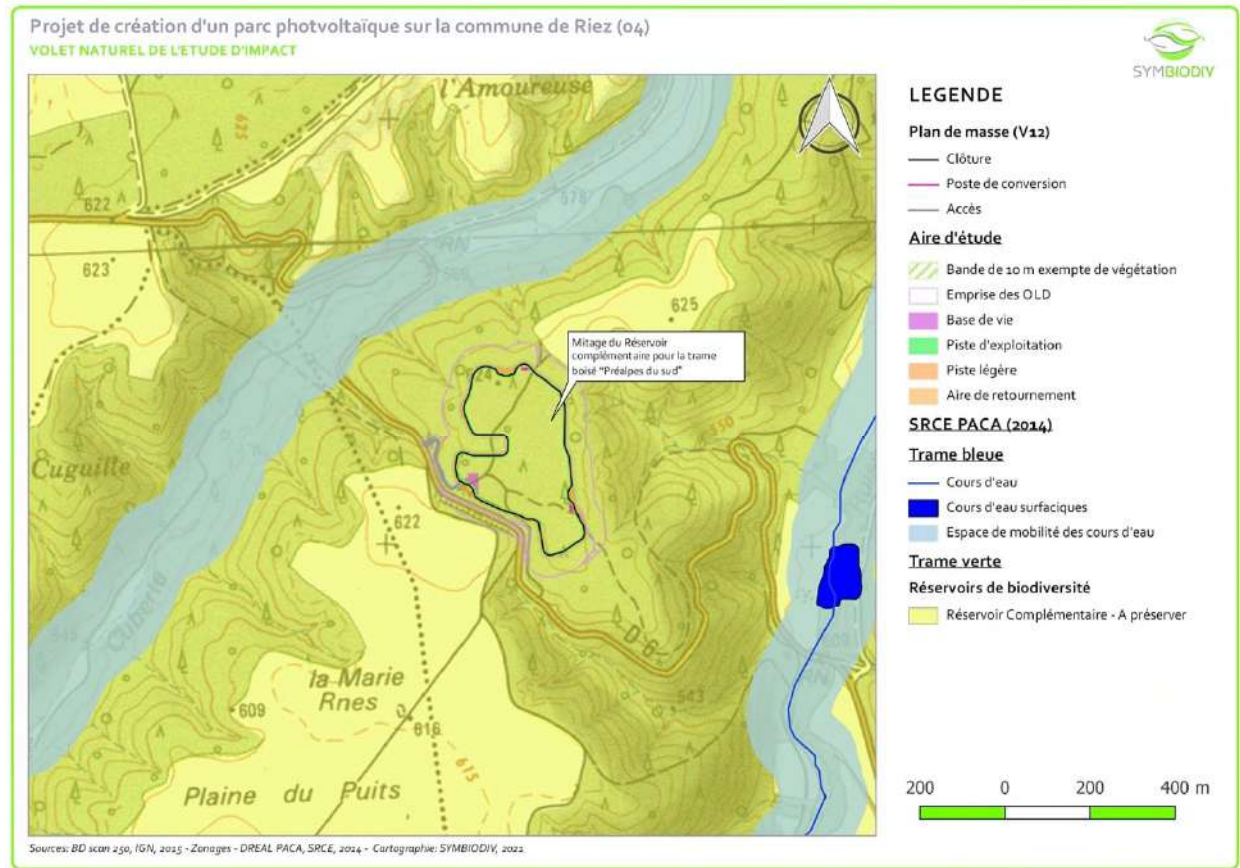 Projet de création d'un parc photvoltaïque sur la commune de Riez (04)
VOLET NATUREL DE L'ETUDE D'IMPACT
SYMBIODIV
l'Amoureuse
625
622
678
623
625
Mitage du Réservoir
complémentaire pour la trame
boisé "Préalpes du sud"
550
Cuguille
622
D 6
la Marie
Rnes
543
609
616
615
Plaine du Puits
LEGENDE
Plan de masse (V12)
Clôture
Poste de conversion
Accès
Aire d'étude
Bande de 10 m exempte de végétation
Emprise des OLD
Base de vie
Piste d'exploitation
Piste légère
Aire de retournement
SRCE PACA (2014)
Trame bleue
Cours d'eau
Cours d'eau surfaciques
Espace de mobilité des cours d'eau
Trame verte
Réservoirs de biodiversité
Réservoir Complémentaire - A préserver
200 0 200 400 m
Sources: BD scan 250, IGN, 2015 - Zonages - DREAL PACA, SRCE, 2014 - Cartographie: SYMBIODIV, 2022